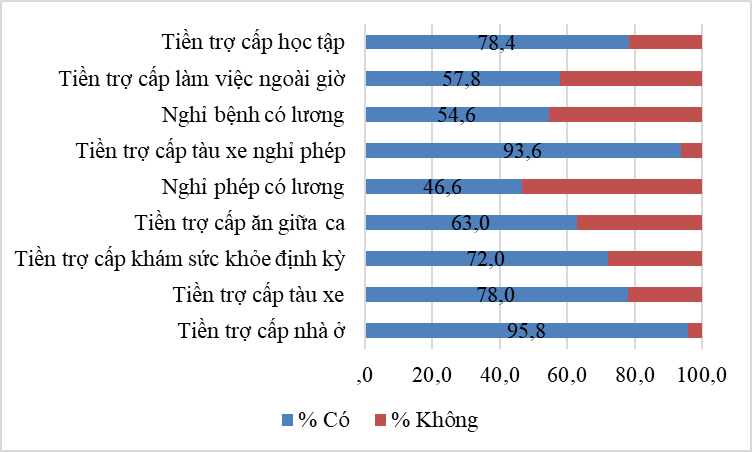 Tiền trợ cấp học tập 78,4
Tiền trợ cấp làm việc ngoài giờ 57,8
Nghỉ bệnh có lương 54,6
Tiền trợ cấp tàu xe nghỉ phép 93,6
Nghỉ phép có lương 46,6
Tiền trợ cấp ăn giữa ca 63,0
Tiền trợ cấp khám sức khỏe định kỳ 72,0
Tiền trợ cấp tàu xe 78,0
Tiền trợ cấp nhà ở 95,8
,0 20,0 40,0 60,0 80,0 100,0
% Có % Không